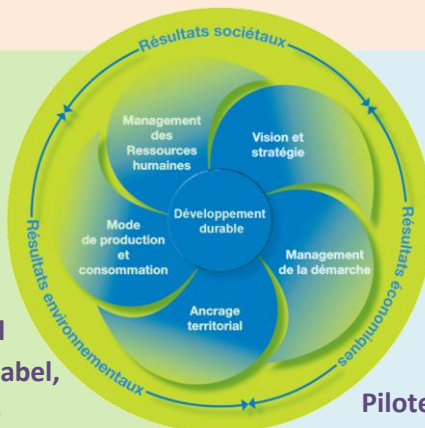 Résultats sociétaux
Management
des
Ressources
humaines
Vision et
stratégie
Développement
durable
Mode
de production
et
consommation
Management
de la démarche
Ancrage
territorial
Résultats environnementaux
Résultats économiques
abel,
Pilote